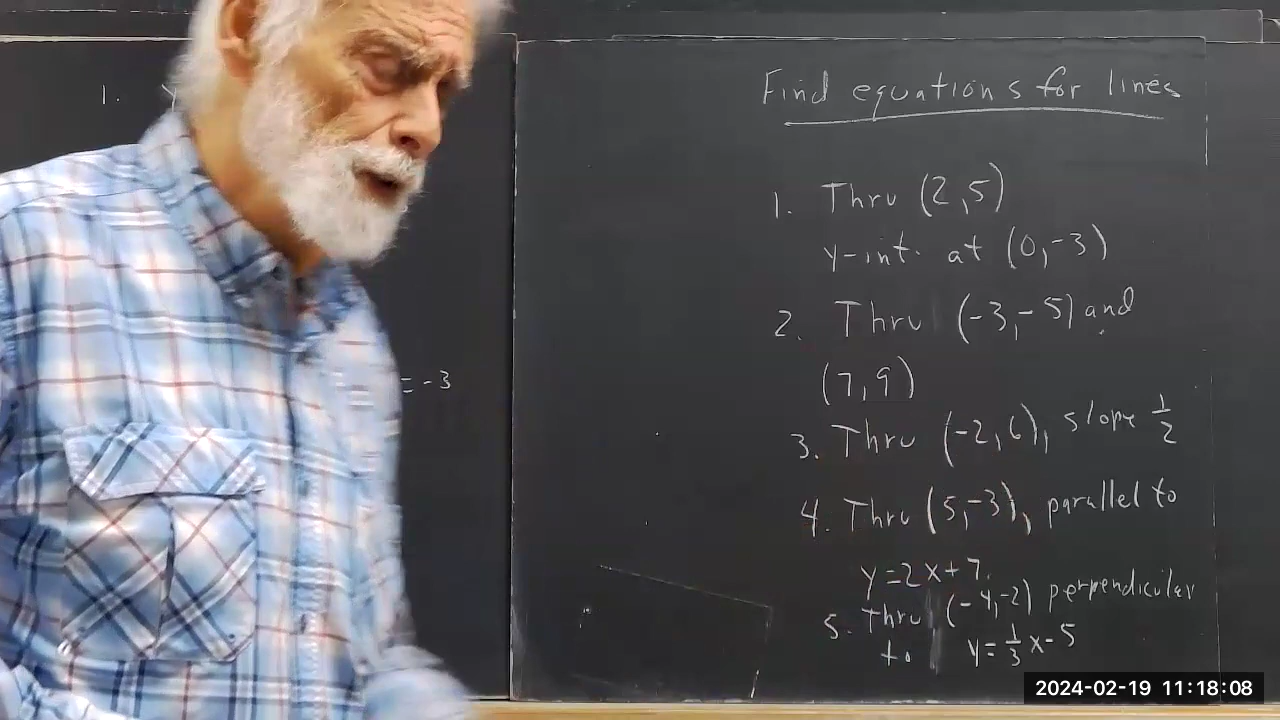 1. y
= -3
Find equations for lines
1. Thru (2,5)
y-int. at (0,-3)
2. Thru (-3,-5) and
(7,9)
3. Thru (-2,6), slope 1/2
4. Thru (5,-3), parallel to
y=2x+7.
5. Thru (-4,-2) perpendicular
to y=1/3x-5
2024-02-19 11:18:08